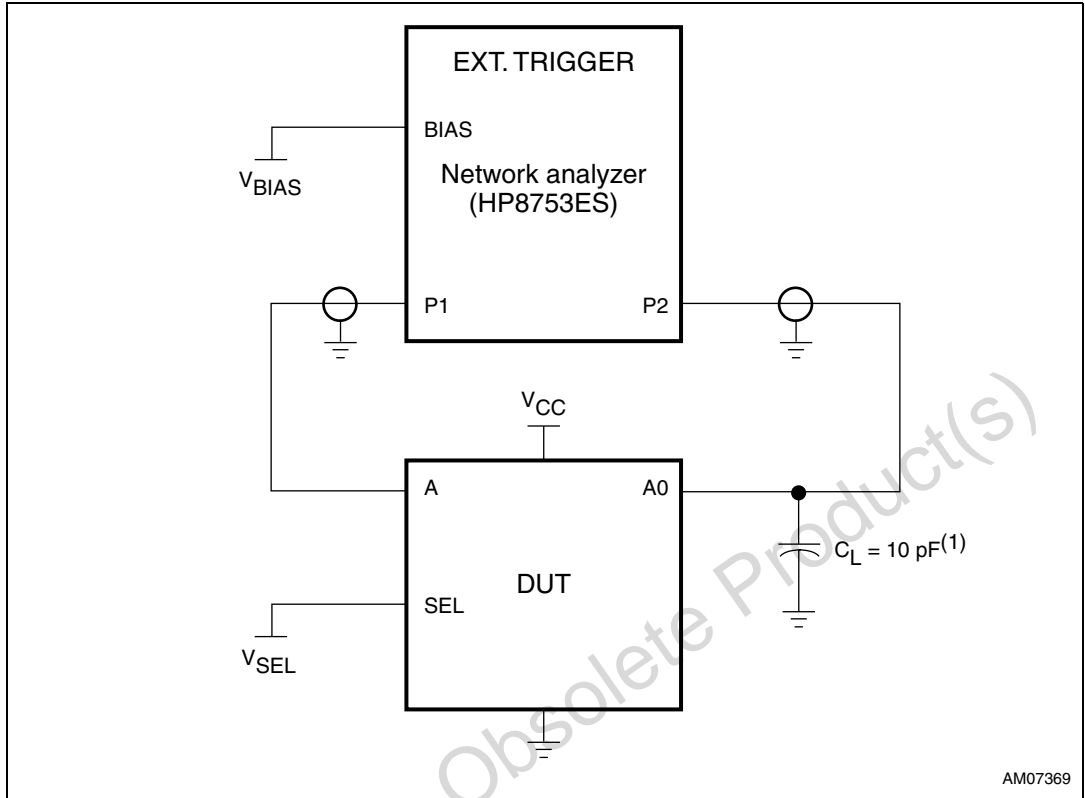 EXT. TRIGGER
BIAS
VBIAS
Network analyzer
(HP8753ES)
P1
P2
VCC
A
A0
CL = 10 pF(1)
DUT
SEL
VSEL
Obsolete Product(s)
AM07369